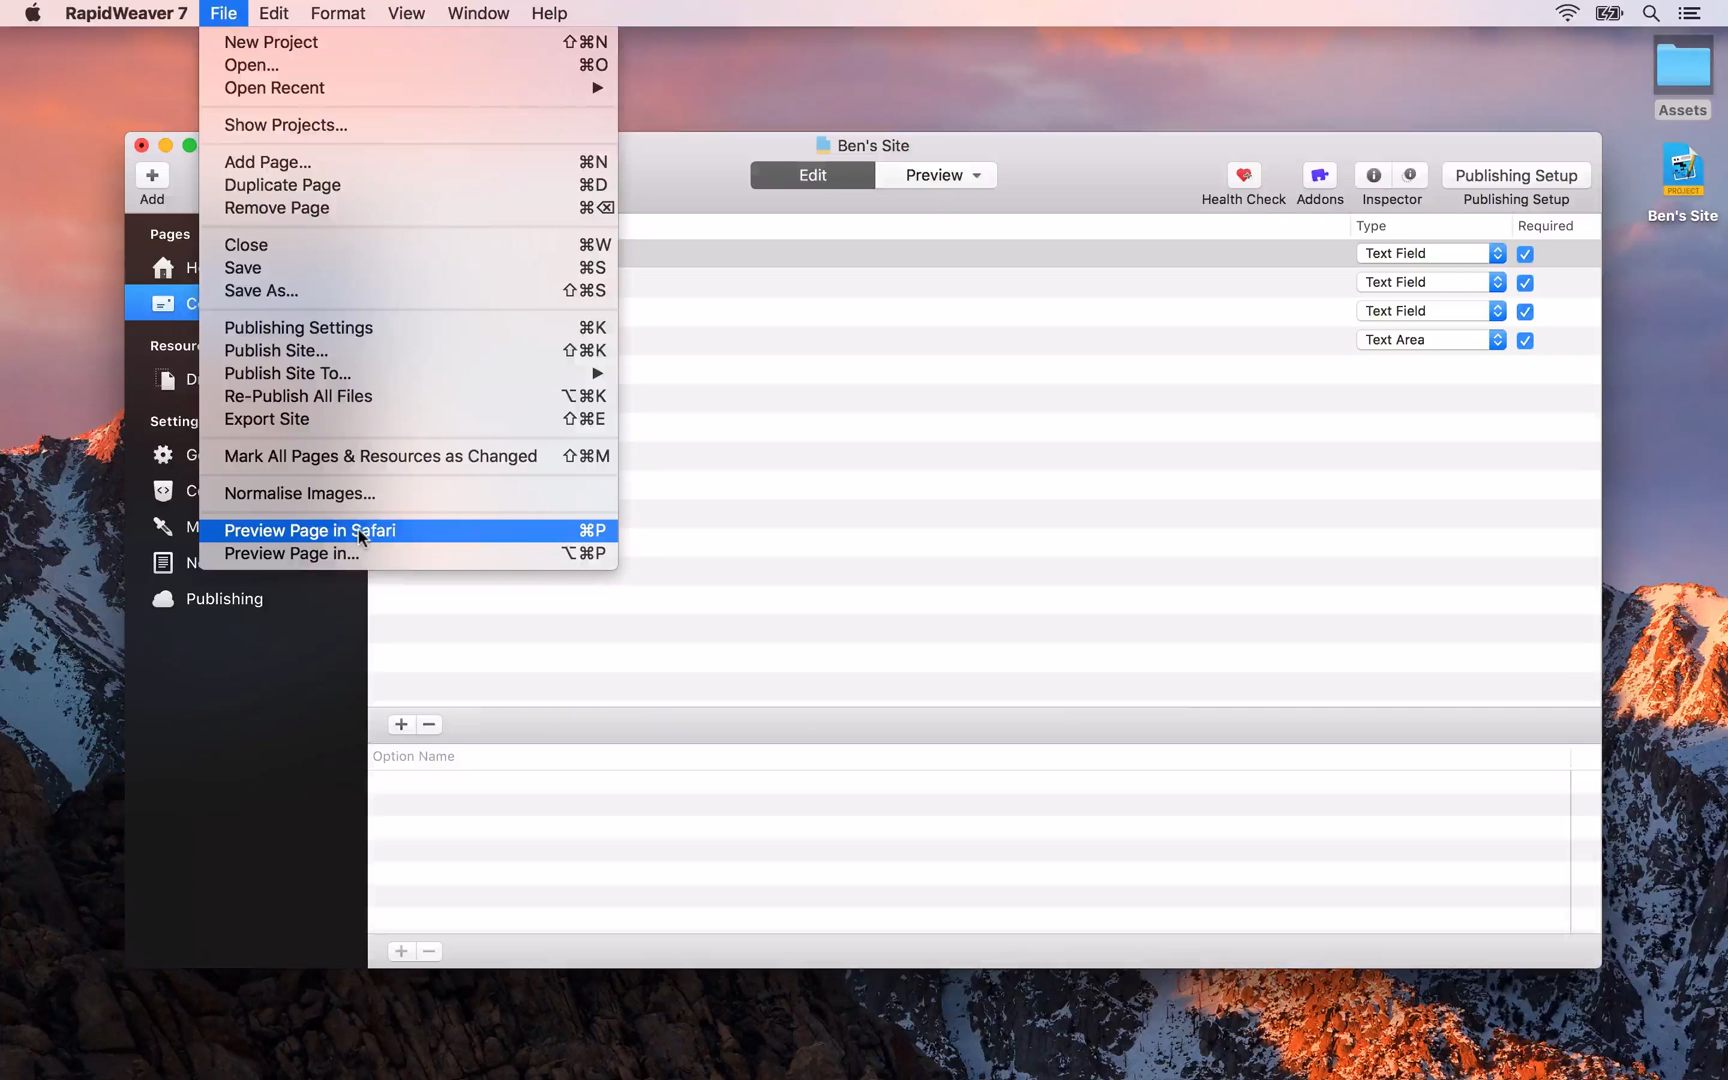 RapidWeaver 7 File Edit Format View Window Help
New Project ⇧⌘N
Open... ⌘O
Open Recent ▶
Show Projects...
Add Page... ⌘N
Duplicate Page ⌘D
Remove Page ⌘⌫
Close ⌘W
Save ⌘S
Save As... ⇧⌘S
Publishing Settings ⌘K
Publish Site... ⇧⌘K
Publish Site To... ▶
Re-Publish All Files ⌥⌘K
Export Site ⇧⌘E
Mark All Pages & Resources as Changed ⇧⌘M
Normalise Images...
Preview Page in Safari ⌘P
Preview Page in... ⌥⌘P
Assets
PROJECT
Ben's Site
Ben's Site
Edit Preview
Publishing Setup
Add
Health Check Addons Inspector Publishing Setup
Pages
Type Required
Text Field
Text Field
Text Field
Text Area
Publishing
Option Name